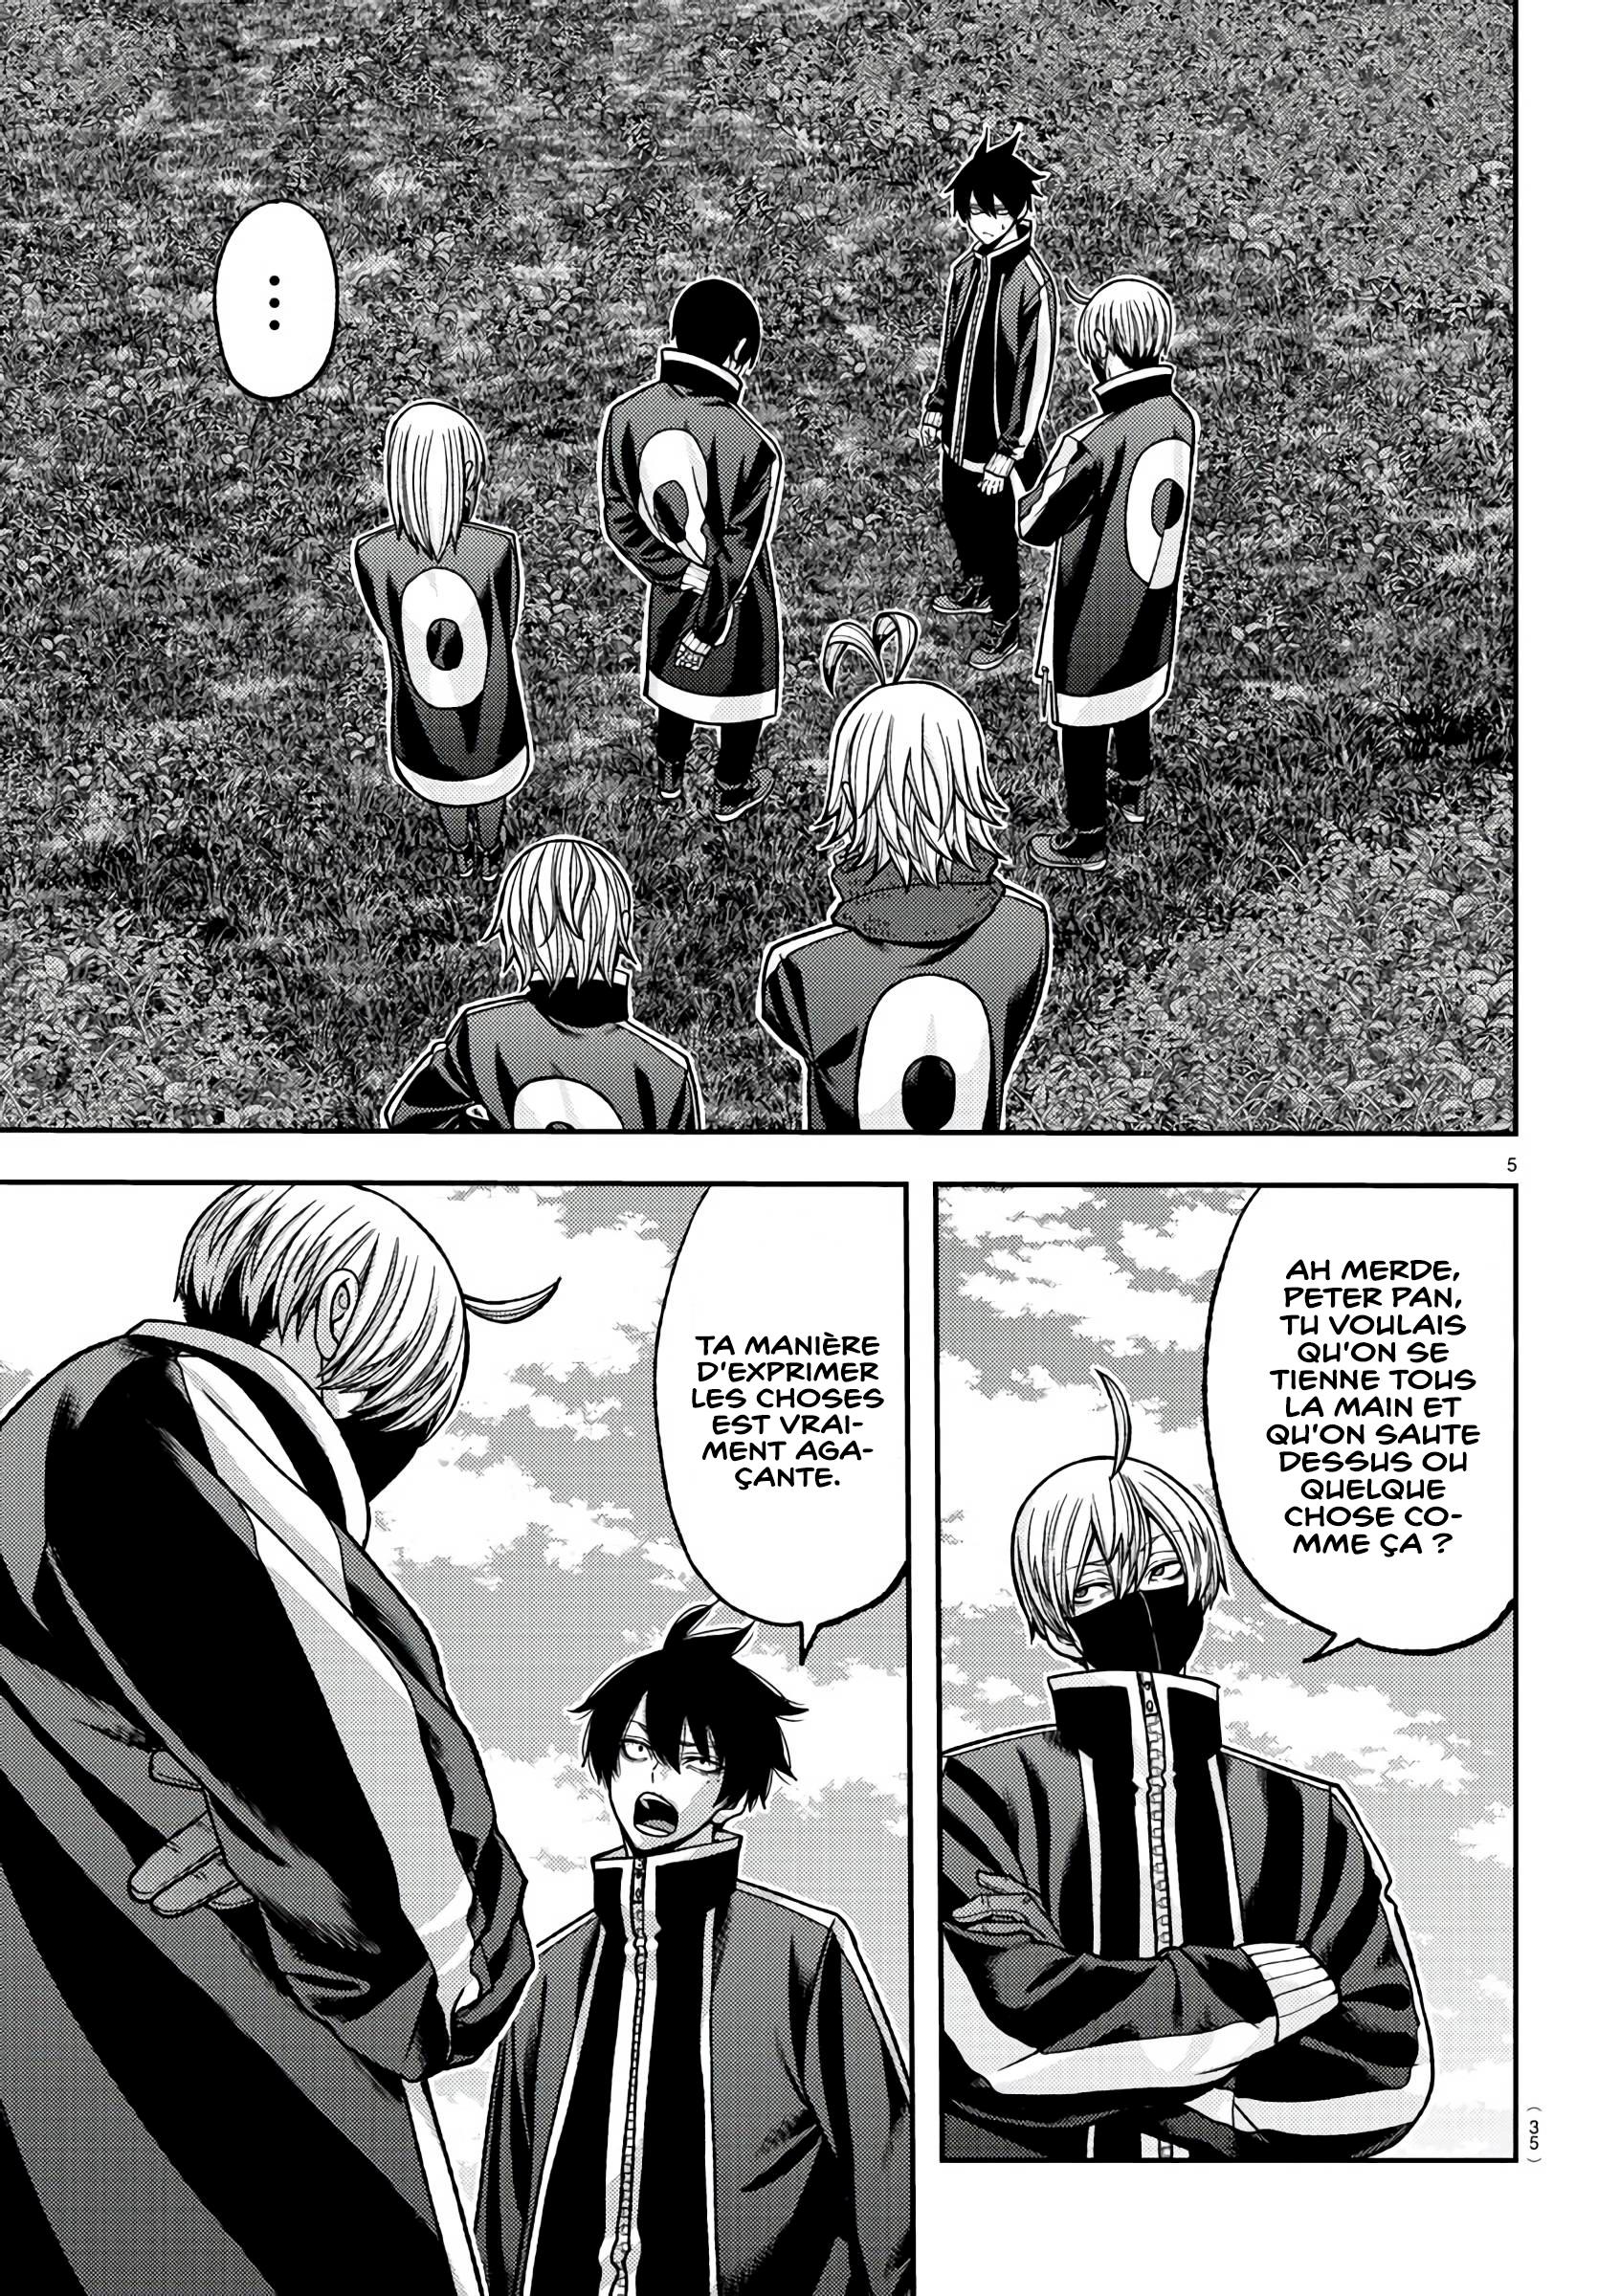 ...
5
AH MERDE,
PETER PAN,
TU VOULAIS
QU'ON SE
TIENNE TOUS
LA MAIN ET
QU'ON SAUTE
DESSUS OU
QUELQUE
CHOSE CO-
MME ÇA ?
TA MANIÈRE
D'EXPRIMER
LES CHOSES
EST VRAI-
MENT AGA-
ÇANTE.
(35)